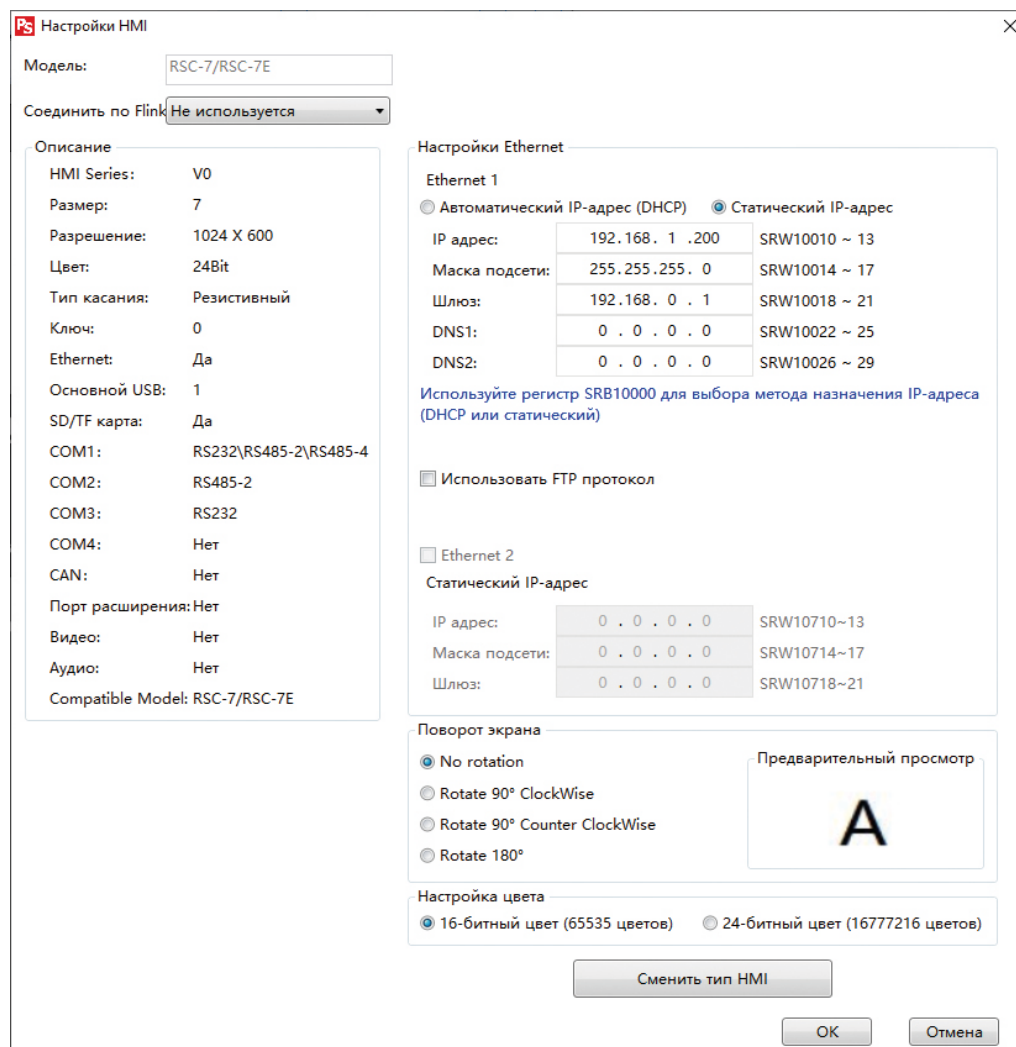 PS Настройки HMI
Модель: RSC-7/RSC-7E
Соединить по Flink Не используется
Описание
HMI Series: V0
Размер: 7
Разрешение: 1024 X 600
Цвет: 24Bit
Тип касания: Резистивный
Ключ: 0
Ethernet: Да
Основной USB: 1
SD/TF карта: Да
COM1: RS232\RS485-2\RS485-4
COM2: RS485-2
COM3: RS232
COM4: Нет
CAN: Нет
Порт расширения: Нет
Видео: Нет
Аудио: Нет
Compatible Model: RSC-7/RSC-7E
Настройки Ethernet
Ethernet 1
Автоматический IP-адрес (DHCP) Статический IP-адрес
IP адрес: 192.168. 1 .200 SRW10010 ~ 13
Маска подсети: 255.255.255. 0 SRW10014 ~ 17
Шлюз: 192.168. 0 . 1 SRW10018 ~ 21
DNS1: 0 . 0 . 0 . 0 SRW10022 ~ 25
DNS2: 0 . 0 . 0 . 0 SRW10026 ~ 29
Используйте регистр SRB10000 для выбора метода назначения IP-адреса
(DHCP или статический)
Использовать FTP протокол
Ethernet 2
Статический IP-адрес
IP адрес: 0 . 0 . 0 . 0 SRW10710~13
Маска подсети: 0 . 0 . 0 . 0 SRW10714~17
Шлюз: 0 . 0 . 0 . 0 SRW10718~21
Поворот экрана
No rotation
Rotate 90° ClockWise
Rotate 90° Counter ClockWise
Rotate 180°
Предварительный просмотр
A
Настройка цвета
16-битный цвет (65535 цветов) 24-битный цвет (16777216 цветов)
Сменить тип HMI
OK Отмена